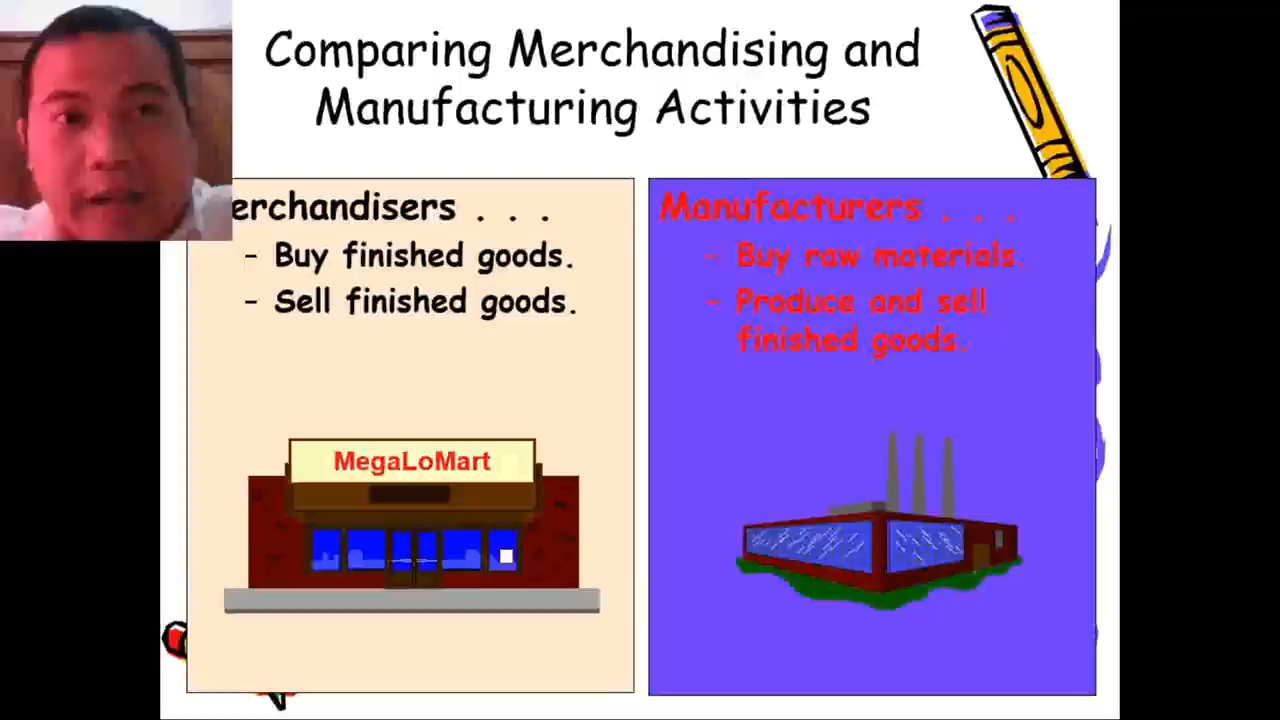 Comparing Merchandising and
Manufacturing Activities
erchandisers . . .
- Buy finished goods.
- Sell finished goods.
MegaLoMart
Manufacturers . . .
- Buy raw materials.
- Produce and sell
finished goods.